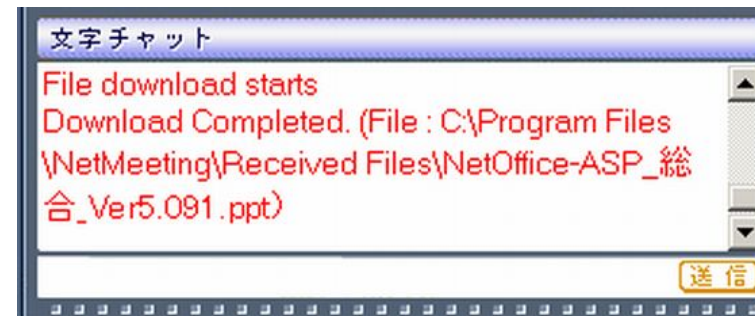 文字チャット
File download starts
Download Completed. (File : C:\Program Files
\NetMeeting\Received Files\NetOffice-ASP_総
合_Ver5.091.ppt)
送信